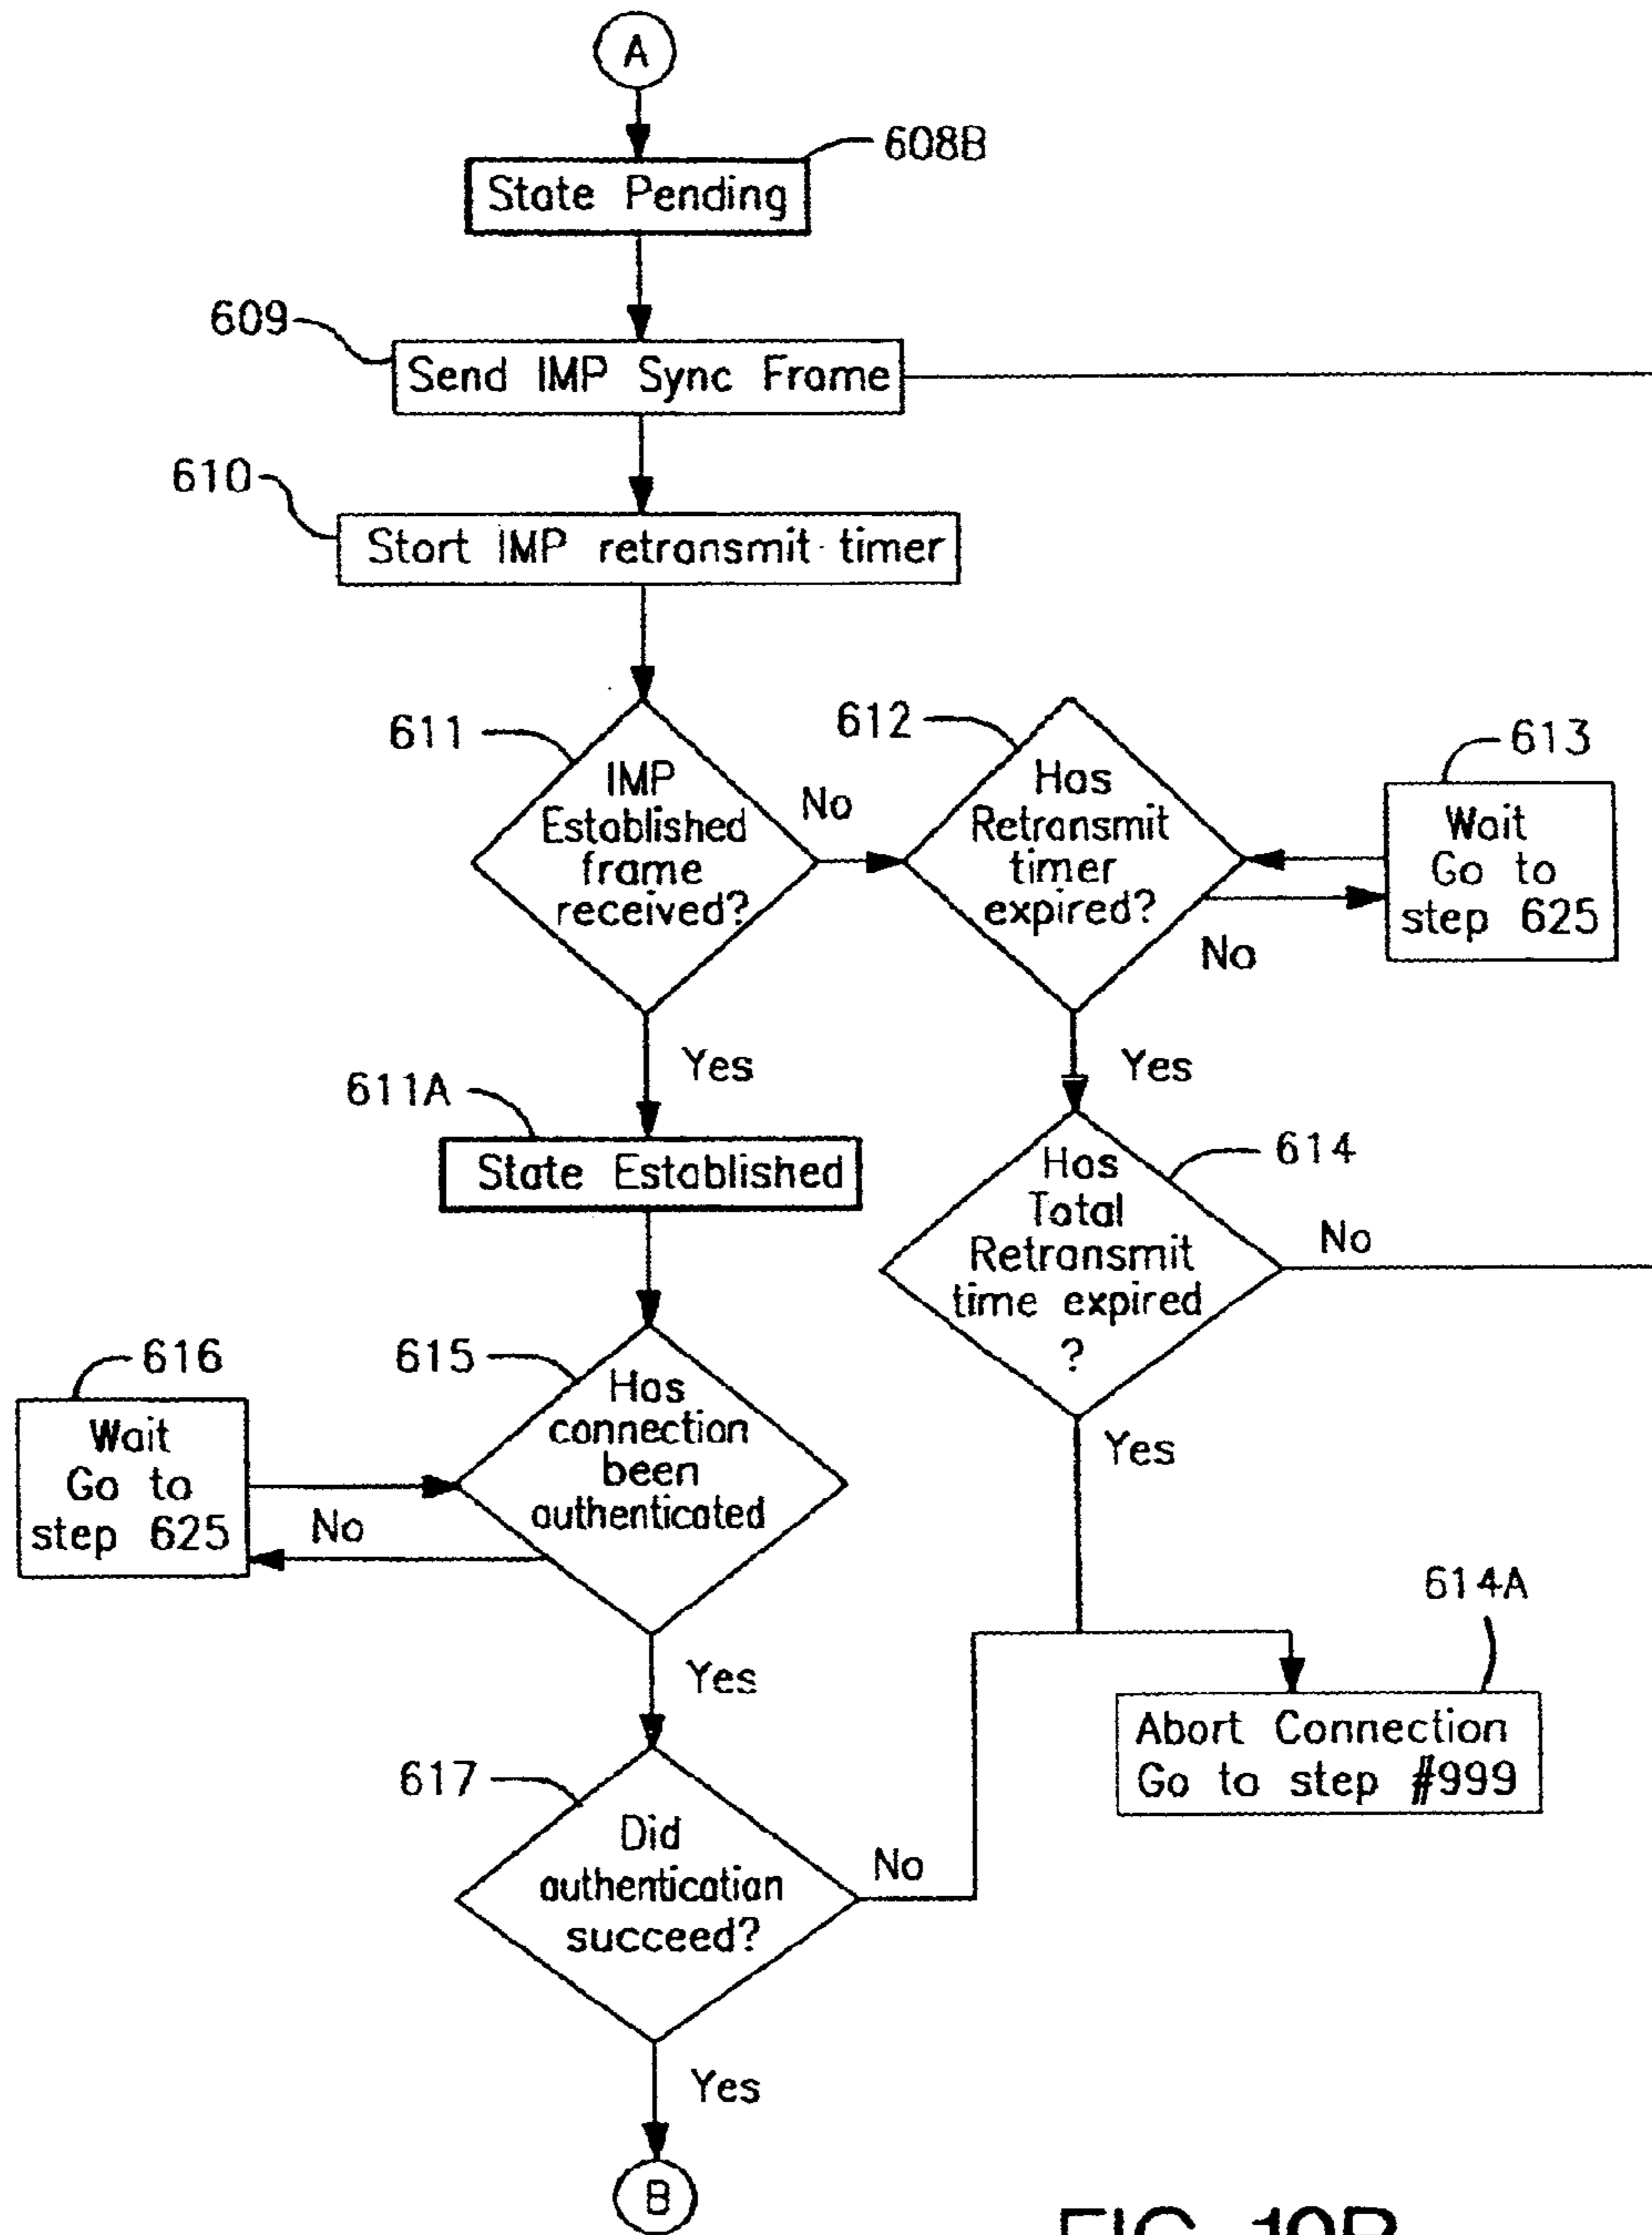 A
608B
State Pending
609
Send IMP Sync Frame
610
Start IMP retransmit timer
611
IMP
Established
frame
received?
No
612
Has
Retransmit
timer
expired?
No
613
Wait
Go to
step 625
Yes
611A
State Established
Yes
614
Has
Total
Retransmit
time expired
?
No
616
Wait
Go to
step 625
No
615
Has
connection
been
authenticated
Yes
Yes
614A
Abort Connection
Go to step #999
617
Did
authentication
succeed?
No
Yes
B
FIG. 10B